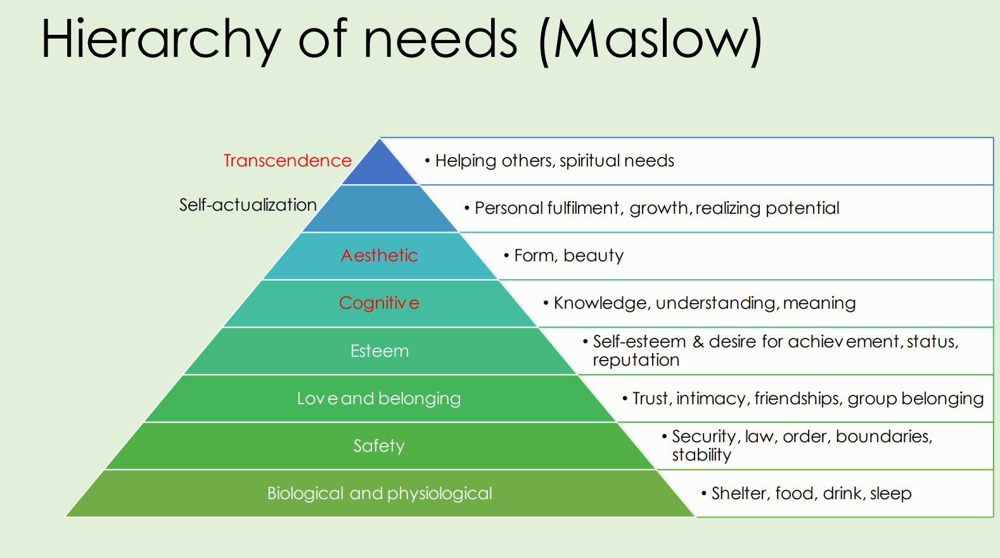 Hierarchy of needs (Maslow)
Transcendence
• Helping others, spiritual needs
Self-actualization
• Personal fulfilment, growth, realizing potential
Aesthetic
• Form, beauty
Cognitive
• Knowledge, understanding, meaning
Esteem
• Self-esteem & desire for achievement, status,
reputation
Love and belonging
• Trust, intimacy, friendships, group belonging
Safety
• Security, law, order, boundaries,
stability
Biological and physiological
• Shelter, food, drink, sleep